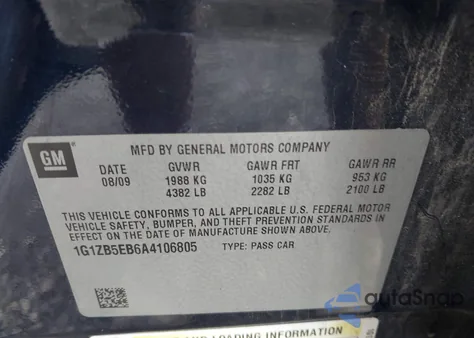 GM
MFD BY GENERAL MOTORS COMPANY
DATE GVWR GAWR FRT GAWR RR
08/09 1988 KG 1035 KG 953 KG
4382 LB 2282 LB 2100 LB
THIS VEHICLE CONFORMS TO ALL APPLICABLE U.S. FEDERAL MOTOR
VEHICLE SAFETY, BUMPER, AND THEFT PREVENTION STANDARDS IN
EFFECT ON THE DATE OF MANUFACTURE SHOWN ABOVE.
1G1ZB5EB6A4106805 TYPE: PASS CAR
autoSnap
AND LOADING INFORMATION